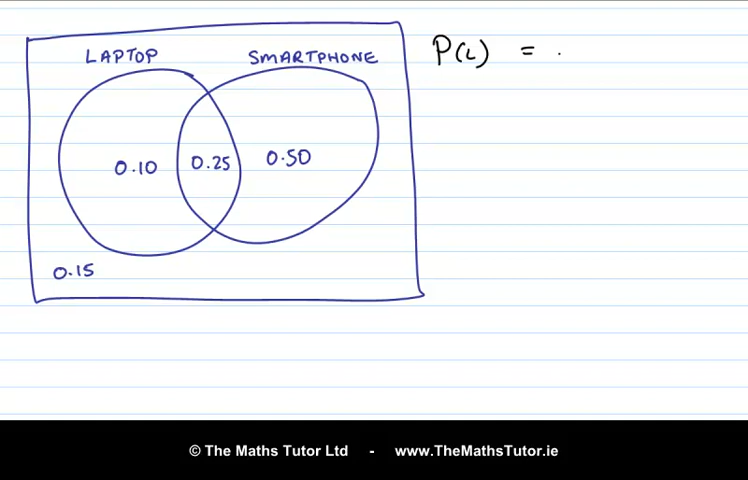 LAPTOP SMARTPHONE P(L) =
0.10 0.25 0.50
0.15
© The Maths Tutor Ltd - www.TheMathsTutor.ie